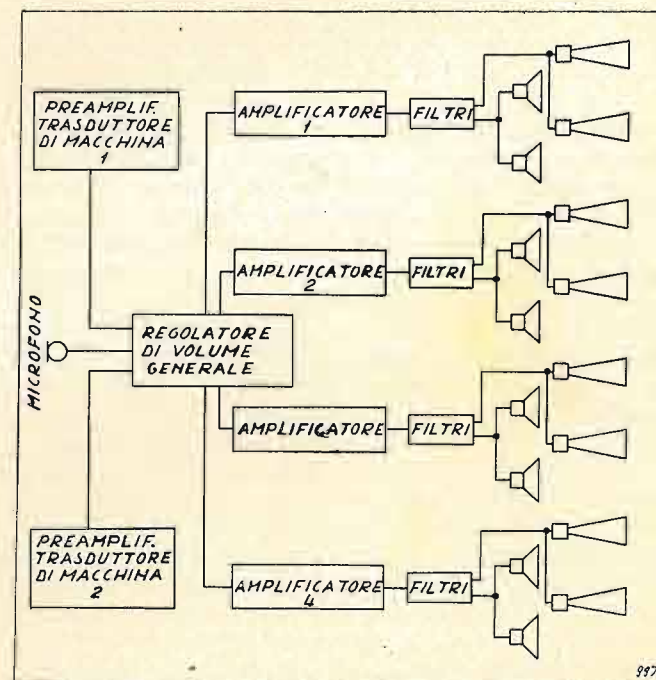 PREAMPLIF.
TRASDUTTORE
DI MACCHINA
1
MICROFONO
REGOLATORE
DI VOLUME
GENERALE
PREAMPLIF.
TRASDUTTORE
DI MACCHINA
2
AMPLIFICATORE
1
FILTRI
AMPLIFICATORE
2
FILTRI
AMPLIFICATORE
FILTRI
AMPLIFICATORE
4
FILTRI
997